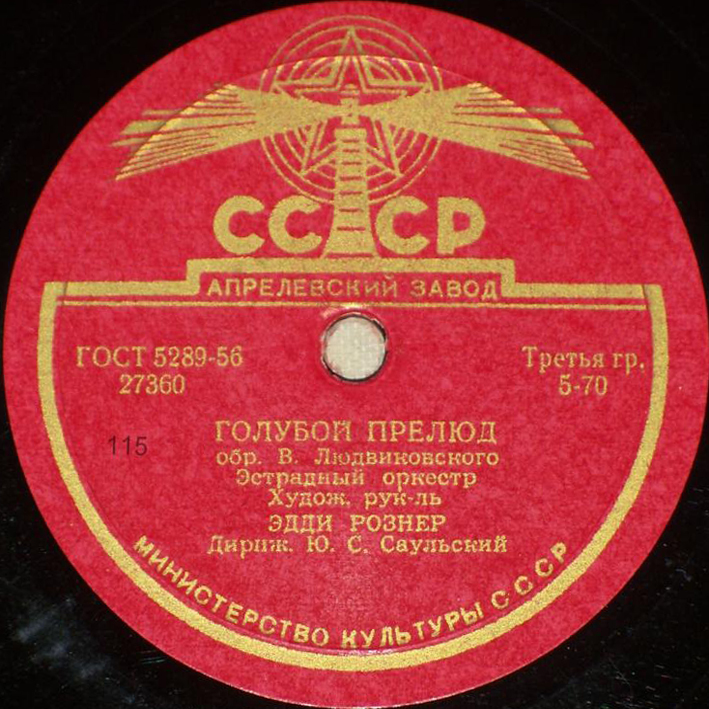 СССР
АПРЕЛЕВСКИЙ ЗАВОД
ГОСТ 5289-56
27360
Третья гр.
5-70
115
ГОЛУБОЙ ПРЕЛЮД
обр. В. Людвиковского
Эстрадный оркестр
Худож. рук-ль
ЭДДИ РОЗНЕР
Дириж. Ю. С. Саульский
МИНИСТЕРСТВО КУЛЬТУРЫ СССР